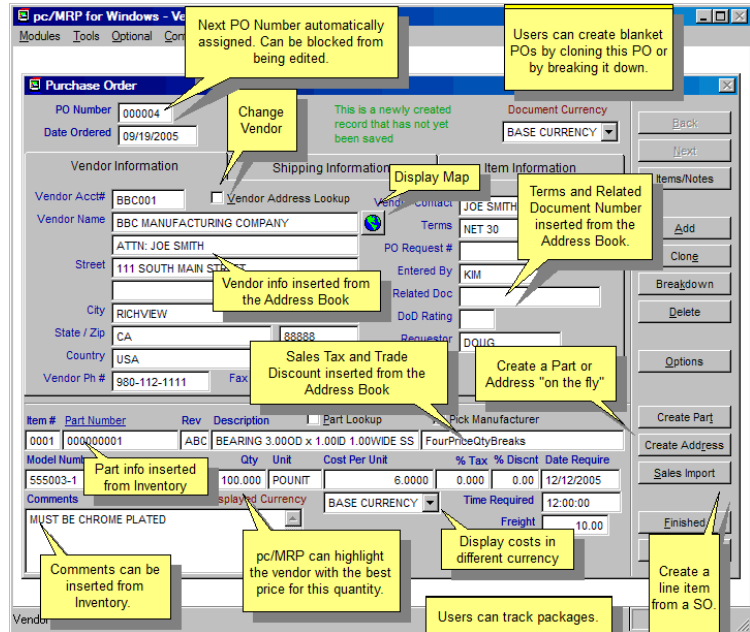 pc/MRP for Windows - Ve
Modules Tools Optional Con
Next PO Number automatically
assigned. Can be blocked from
being edited.
Users can create blanket
POs by cloning this PO or
by breaking it down.
Purchase Order
PO Number 000004
Date Ordered 09/19/2005
Change
Vendor
This is a newly created
record that has not yet
been saved
Document Currency
BASE CURRENCY
Back
Next
Items/Notes
Add
Clone
Breakdown
Delete
Options
Create Part
Create Address
Sales Import
Finished
Vendor Information
Shipping Information
Item Information
Display Map
Vendor Acct# BBC001
Vendor Address Lookup
Vendor Name BBC MANUFACTURING COMPANY
ATTN: JOE SMITH
Street 111 SOUTH MAIN STREET
Vendor info inserted from
the Address Book
City RICHVIEW
State / Zip CA 88888
Country USA
Vendor Ph # 980-112-1111 Fax
Contact JOE SMITH
Terms NET 30
PO Request #
Entered By KIM
Related Doc
DoD Rating
Requestor DOUG
Terms and Related
Document Number
inserted from the
Address Book.
Sales Tax and Trade
Discount inserted from the
Address Book
Create a Part or
Address "on the fly"
Item # Part Number Rev Description Part Lookup Pick Manufacturer
0001 000000001 ABC BEARING 3.00OD x 1.00ID 1.00WIDE SS FourPriceQtyBreaks
Model Num Qty Unit Cost Per Unit % Tax % Discnt Date Require
555003-1 100.000 POUNIT 6.0000 0.000 0.00 12/12/2005
Part info inserted
from Inventory
Comments
MUST BE CHROME PLATED
splayed Currency BASE CURRENCY
Time Required 12:00:00
Freight 10.00
Comments can be
inserted from
Inventory.
pc/MRP can highlight
the vendor with the best
price for this quantity.
Display costs in
different currency
Create a
line item
from a SO.
Users can track packages.
Vendor